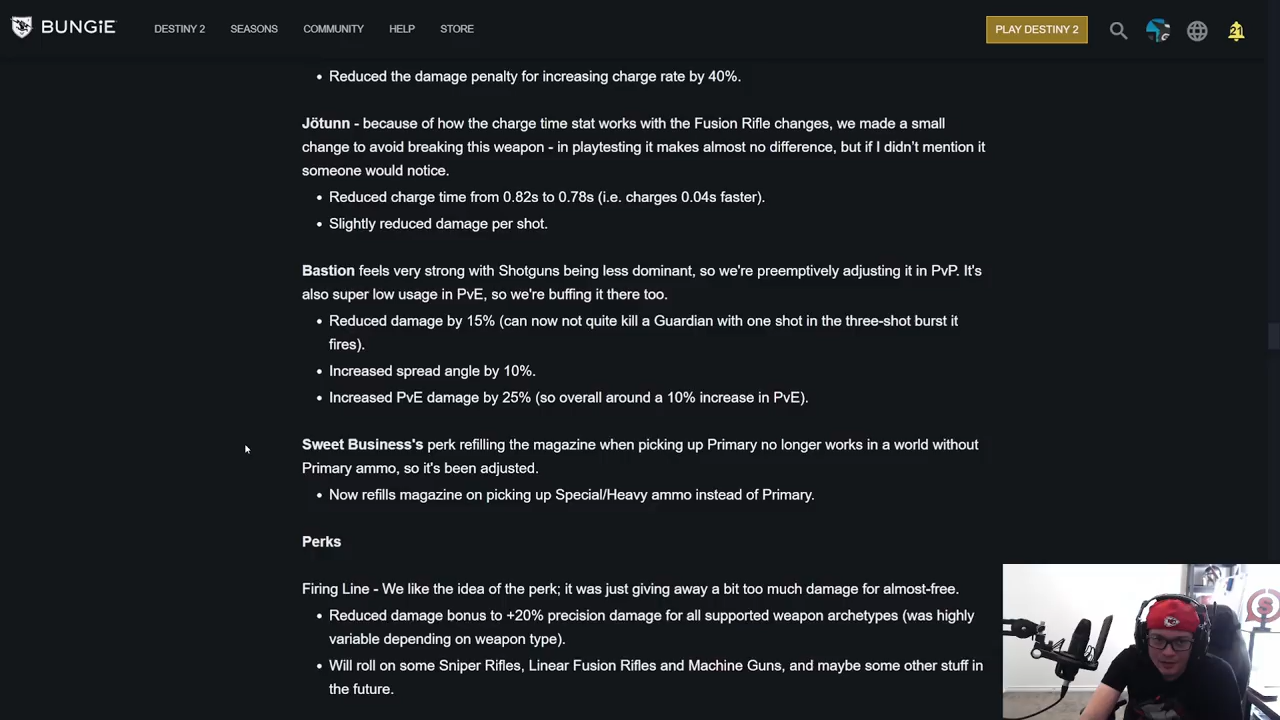 BUNGiE
DESTINY 2
SEASONS
COMMUNITY
HELP
STORE
PLAY DESTINY 2
21
• Reduced the damage penalty for increasing charge rate by 40%.
Jötunn - because of how the charge time stat works with the Fusion Rifle changes, we made a small
change to avoid breaking this weapon - in playtesting it makes almost no difference, but if I didn't mention it
someone would notice.
• Reduced charge time from 0.82s to 0.78s (i.e. charges 0.04s faster).
• Slightly reduced damage per shot.
Bastion feels very strong with Shotguns being less dominant, so we're preemptively adjusting it in PvP. It's
also super low usage in PvE, so we're buffing it there too.
• Reduced damage by 15% (can now not quite kill a Guardian with one shot in the three-shot burst it
fires).
• Increased spread angle by 10%.
• Increased PvE damage by 25% (so overall around a 10% increase in PvE).
Sweet Business's perk refilling the magazine when picking up Primary no longer works in a world without
Primary ammo, so it's been adjusted.
• Now refills magazine on picking up Special/Heavy ammo instead of Primary.
Perks
Firing Line - We like the idea of the perk; it was just giving away a bit too much damage for almost-free.
• Reduced damage bonus to +20% precision damage for all supported weapon archetypes (was highly
variable depending on weapon type).
• Will roll on some Sniper Rifles, Linear Fusion Rifles and Machine Guns, and maybe some other stuff in
the future.